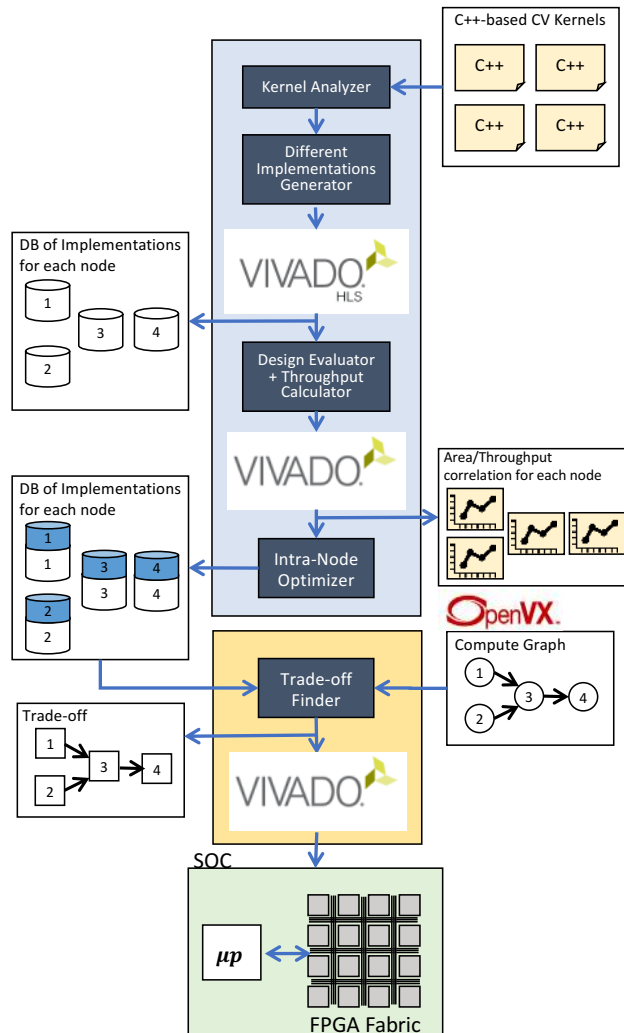 C++-based CV Kernels
C++
C++
C++
C++
Kernel Analyzer
Different
Implementations
Generator
VIVADO.
HLS
DB of Implementations
for each node
1
3
4
2
Design Evaluator
+ Throughput
Calculator
VIVADO.
Area/Throughput
correlation for each node
DB of Implementations
for each node
1
1
3
3
4
4
2
2
Intra-Node
Optimizer
OpenVX™
Compute Graph
1
2
3
4
Trade-off
Finder
Trade-off
1
3
4
2
VIVADO.
SOC
μp
FPGA Fabric